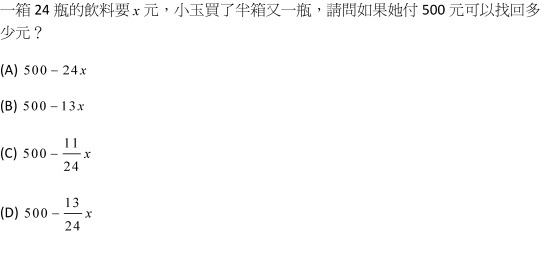 一箱 24 瓶的飲料要 x 元，小玉買了半箱又一瓶，請問如果她付 500 元可以找回多
少元？
(A) 500 − 24x
(B) 500 − 13x
(C) 500 − 11/24 x
(D) 500 − 13/24 x